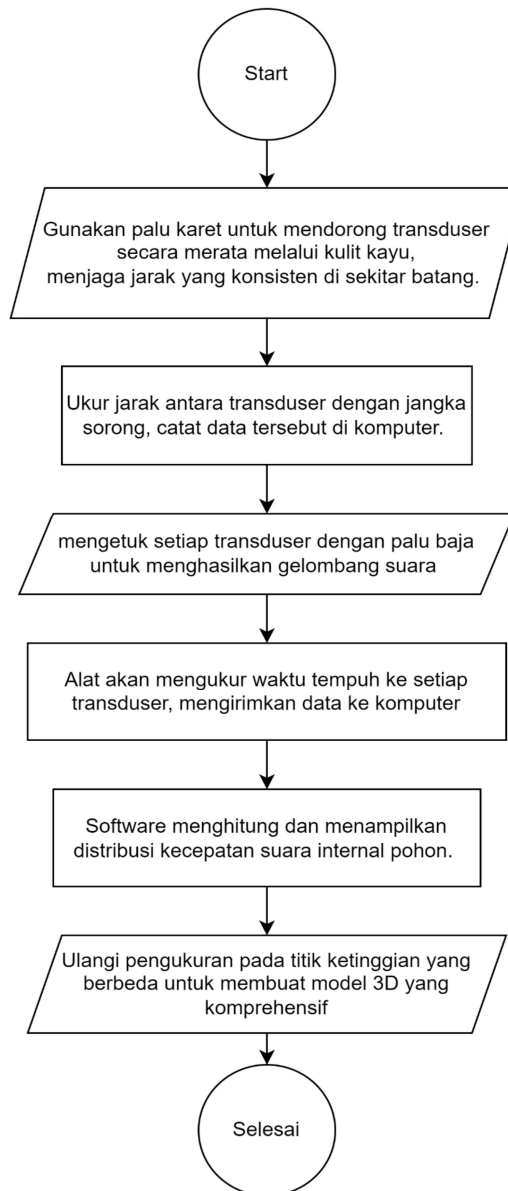 Start
Gunakan palu karet untuk mendorong transduser
secara merata melalui kulit kayu,
menjaga jarak yang konsisten di sekitar batang.
Ukur jarak antara transduser dengan jangka
sorong, catat data tersebut di komputer.
mengetuk setiap transduser dengan palu baja
untuk menghasilkan gelombang suara
Alat akan mengukur waktu tempuh ke setiap
transduser, mengirimkan data ke komputer
Software menghitung dan menampilkan
distribusi kecepatan suara internal pohon.
Ulangi pengukuran pada titik ketinggian yang
berbeda untuk membuat model 3D yang
komprehensif
Selesai